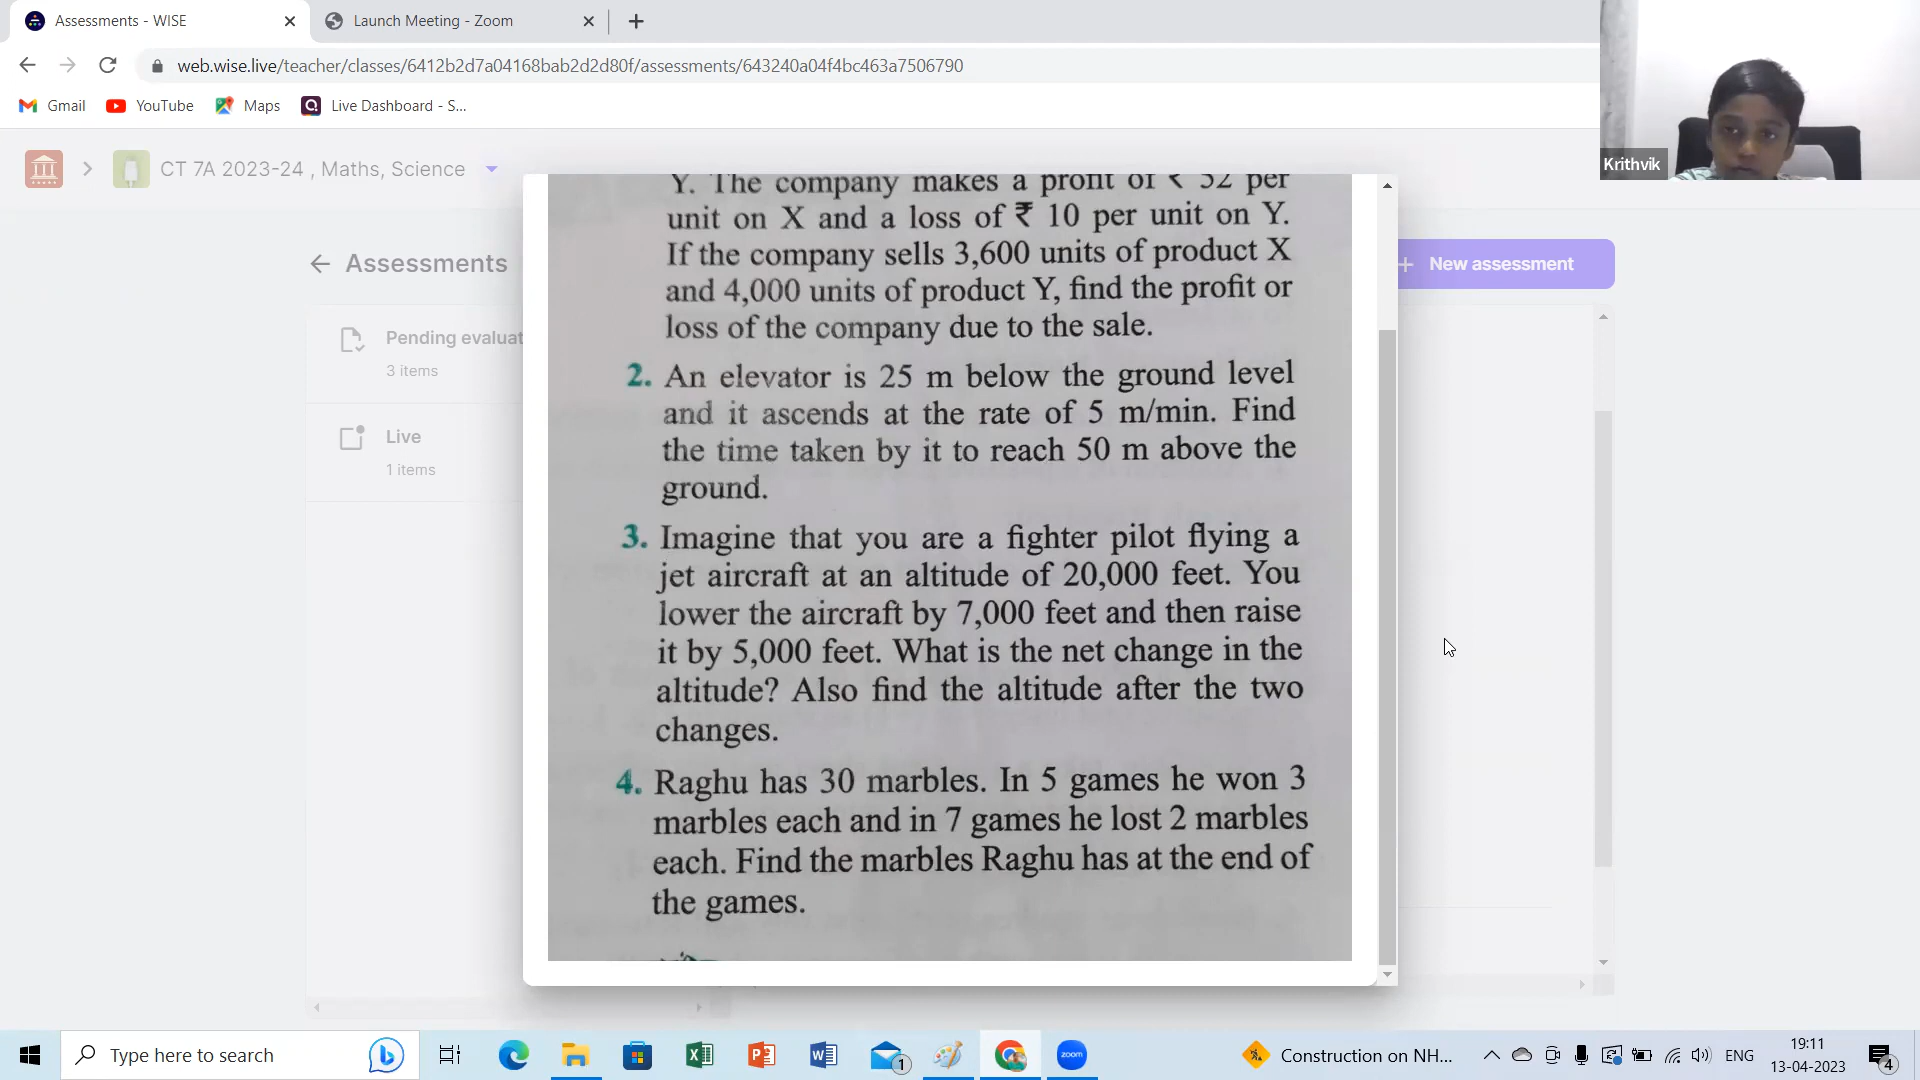 Assessments - WISE
Launch Meeting - Zoom
web.wise.live/teacher/classes/6412b2d7a04168bab2d2d80f/assessments/643240a04f4bc463a7506790
Gmail
YouTube
Maps
Live Dashboard - S...
Krithvik
CT 7A 2023-24 , Maths, Science
Assessments
New assessment
Pending evaluat
3 items
Live
1 items
Y. The company makes a profit of ₹ 52 per
unit on X and a loss of ₹ 10 per unit on Y.
If the company sells 3,600 units of product X
and 4,000 units of product Y, find the profit or
loss of the company due to the sale.
2. An elevator is 25 m below the ground level
and it ascends at the rate of 5 m/min. Find
the time taken by it to reach 50 m above the
ground.
3. Imagine that you are a fighter pilot flying a
jet aircraft at an altitude of 20,000 feet. You
lower the aircraft by 7,000 feet and then raise
it by 5,000 feet. What is the net change in the
altitude? Also find the altitude after the two
changes.
4. Raghu has 30 marbles. In 5 games he won 3
marbles each and in 7 games he lost 2 marbles
each. Find the marbles Raghu has at the end of
the games.
Type here to search
zoom
1
Construction on NH...
ENG
19:11
13-04-2023
4